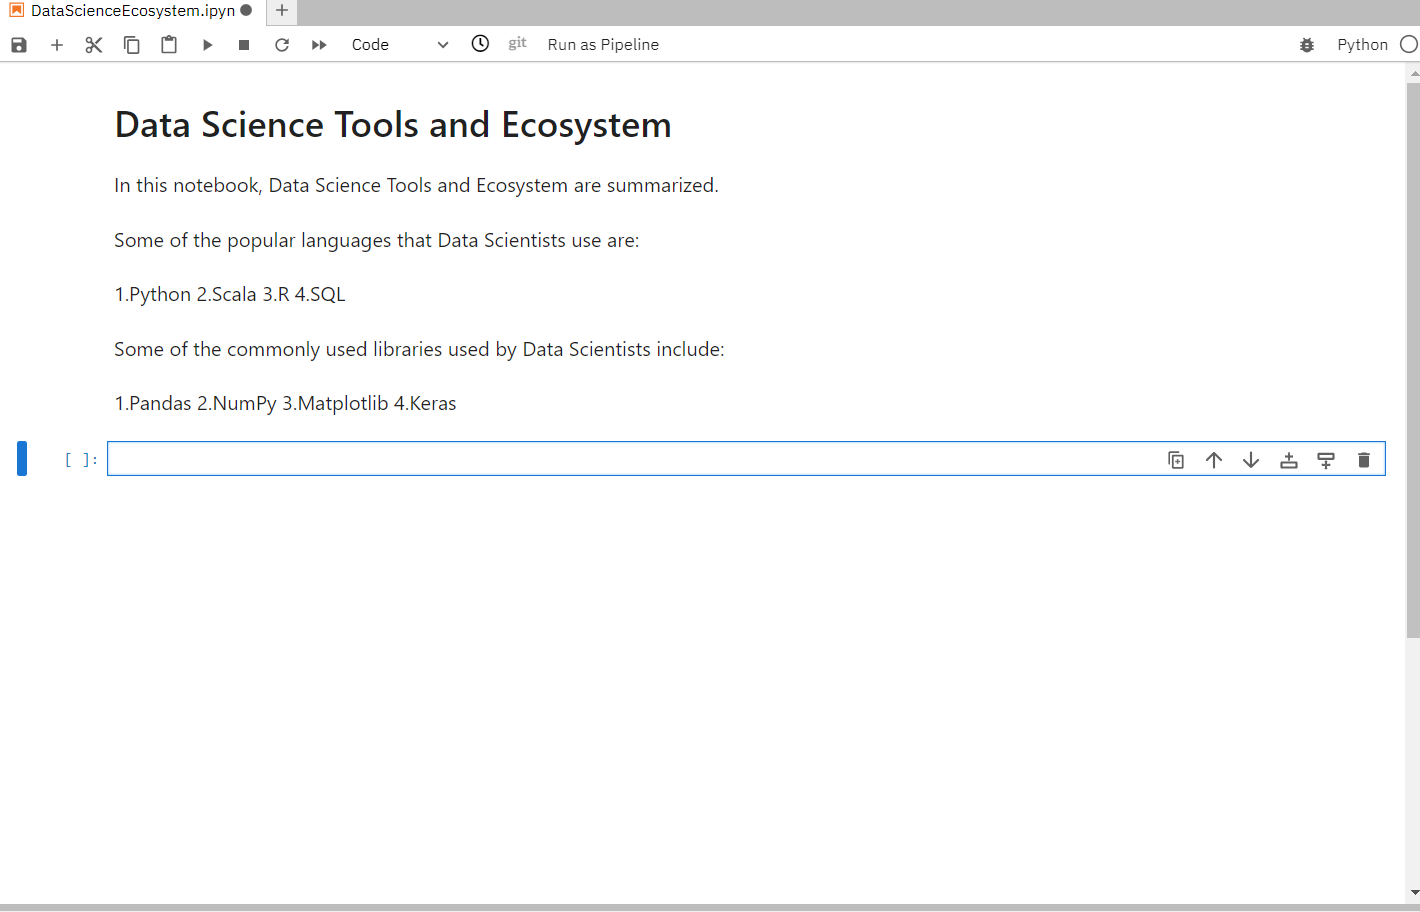 DataScienceEcosystem.ipyn
Code git Run as Pipeline Python
Data Science Tools and Ecosystem
In this notebook, Data Science Tools and Ecosystem are summarized.
Some of the popular languages that Data Scientists use are:
1.Python 2.Scala 3.R 4.SQL
Some of the commonly used libraries used by Data Scientists include:
1.Pandas 2.NumPy 3.Matplotlib 4.Keras
[ ]: